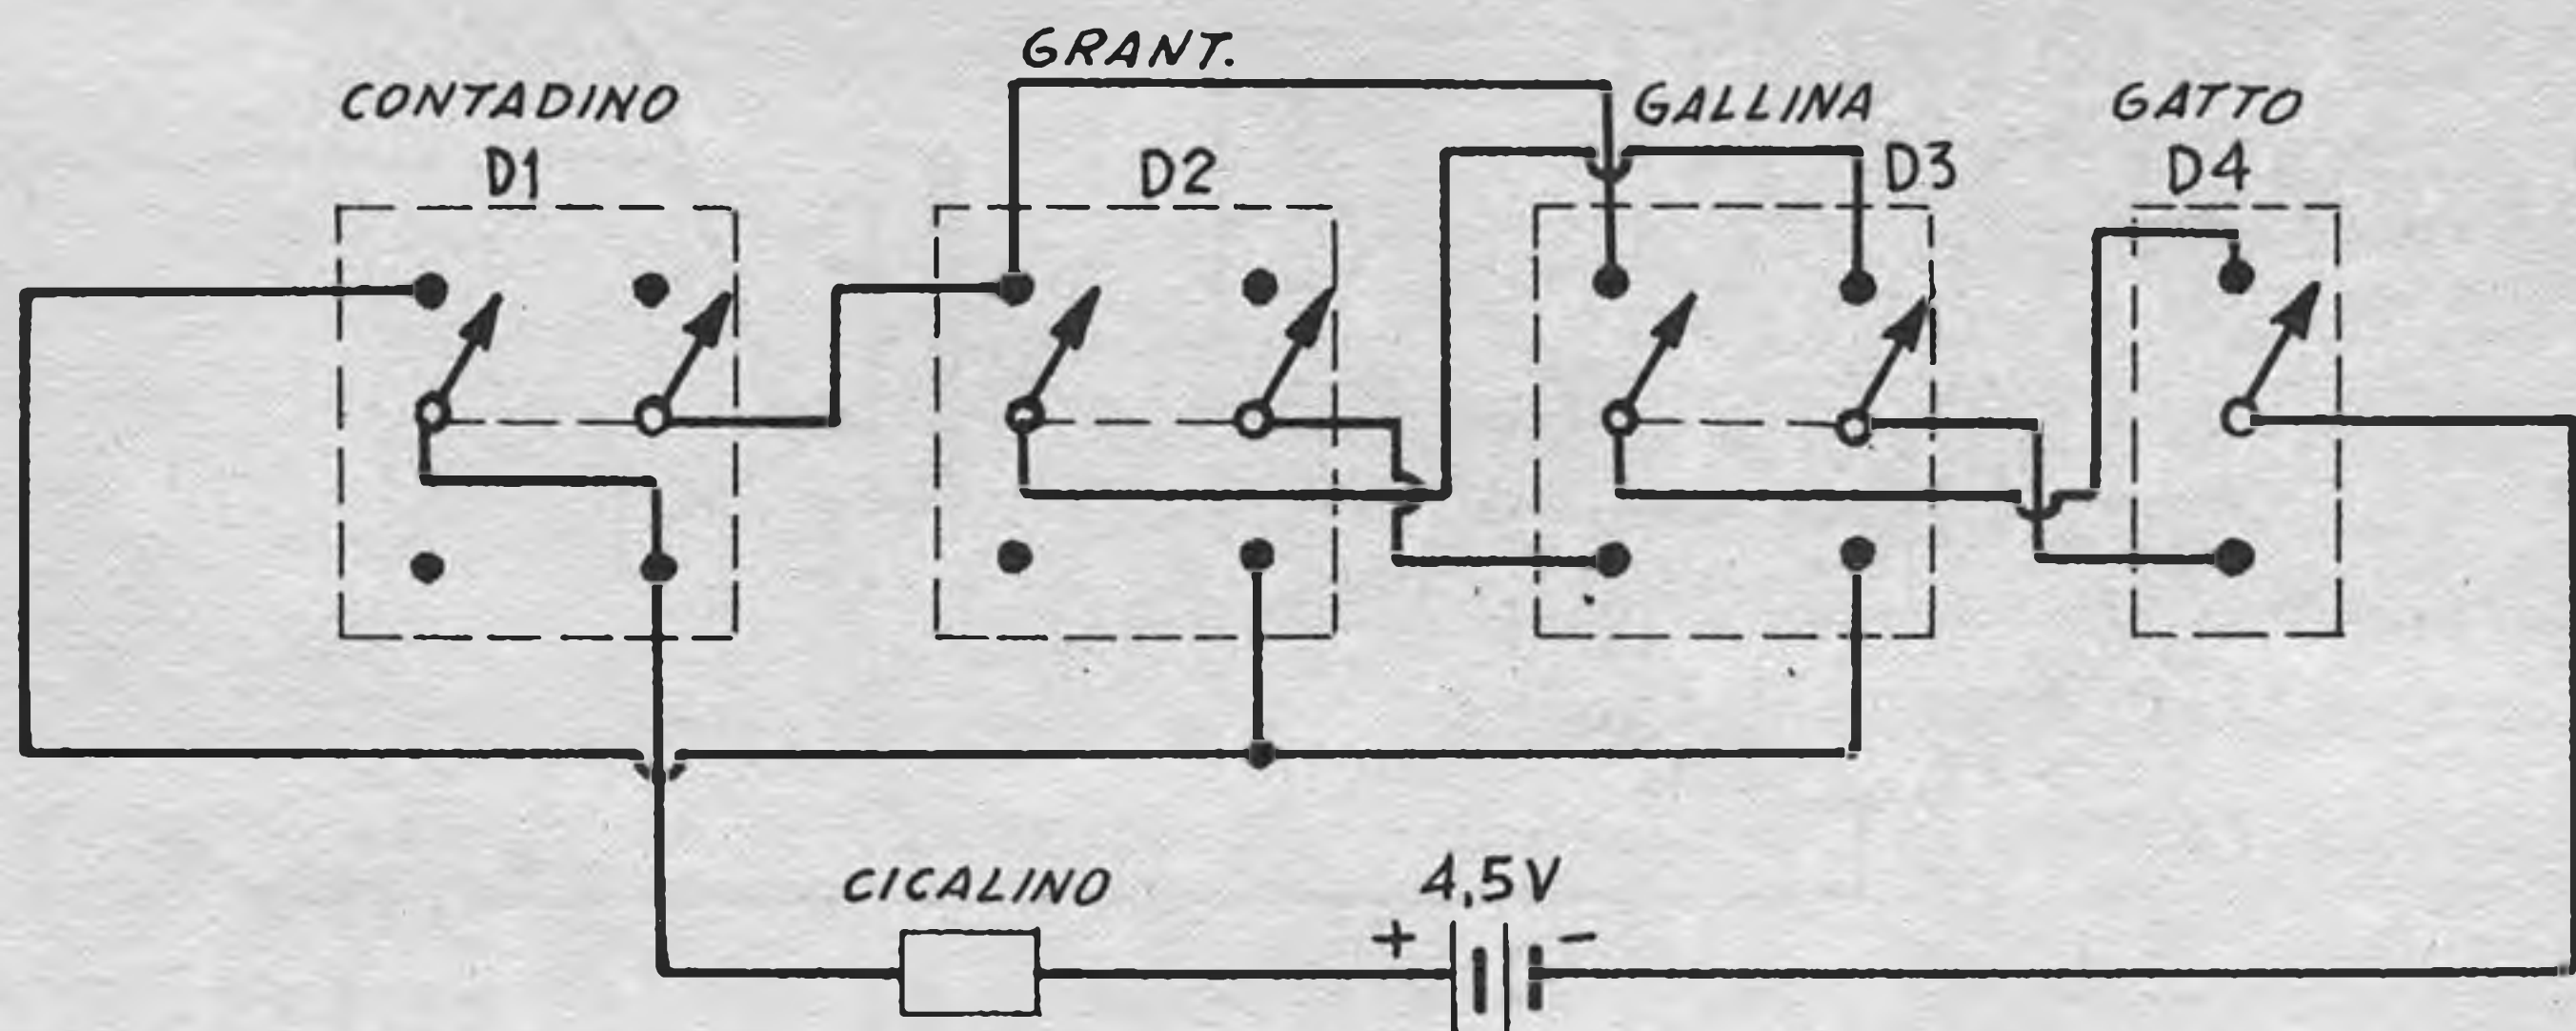 GRANT.
CONTADINO
GALLINA
GATTO
D1
D2
D3
D4
CICALINO
4,5V
+
-